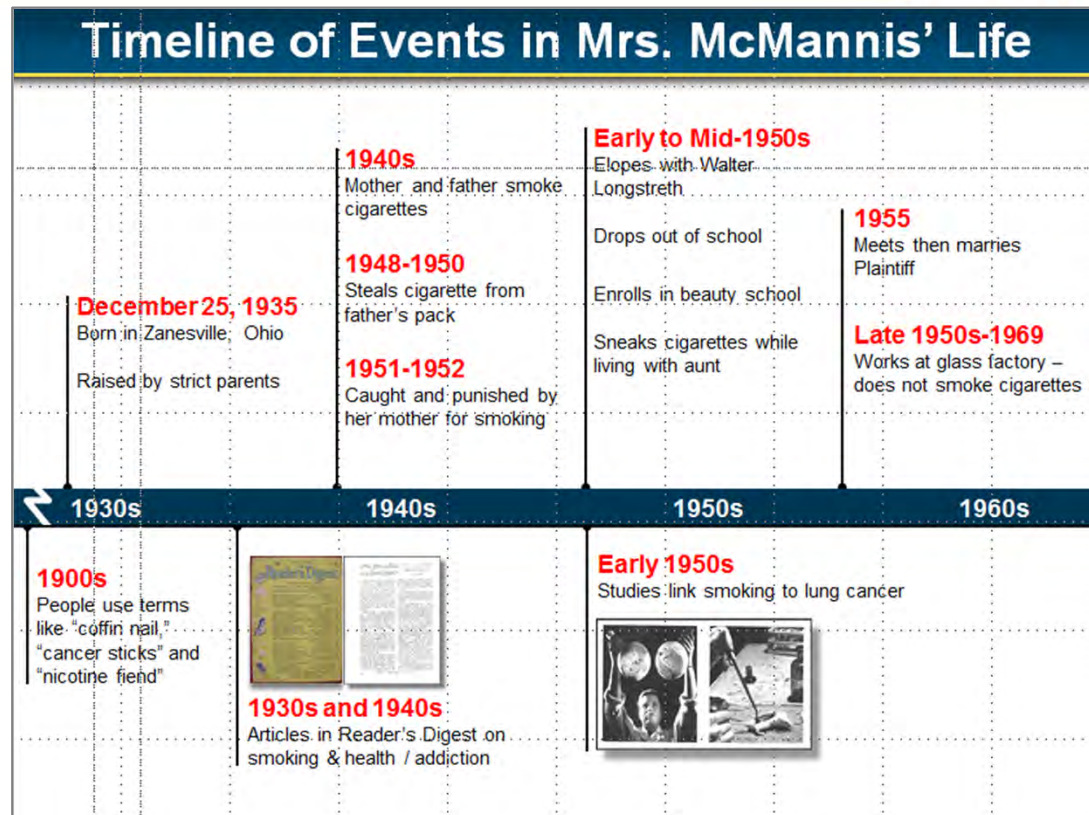 Timeline of Events in Mrs. McMannis' Life
December 25, 1935
Born in Zanesville, Ohio
Raised by strict parents
1940s
Mother and father smoke
cigarettes
1948-1950
Steals cigarette from
father's pack
1951-1952
Caught and punished by
her mother for smoking
Early to Mid-1950s
Elopes with Walter
Longstreth
Drops out of school
Enrolls in beauty school
Sneaks cigarettes while
living with aunt
1955
Meets then marries
Plaintiff
Late 1950s-1969
Works at glass factory –
does not smoke cigarettes
1930s
1940s
1950s
1960s
1900s
People use terms
like “coffin nail,”
“cancer sticks” and
“nicotine fiend”
Reader's Digest
1930s and 1940s
Articles in Reader's Digest on
smoking & health / addiction
Early 1950s
Studies link smoking to lung cancer